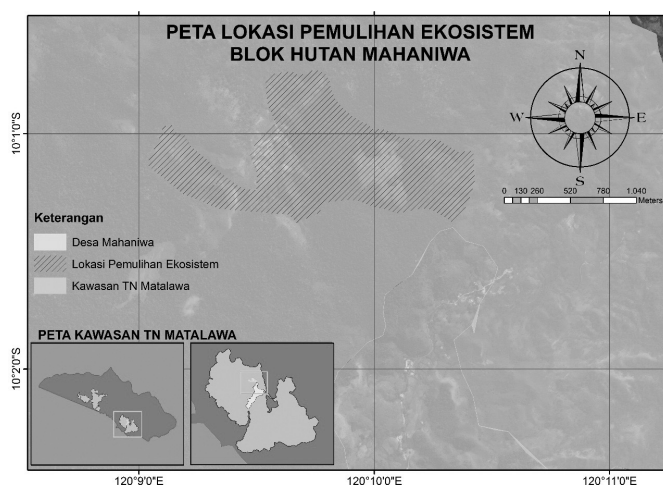 PETA LOKASI PEMULIHAN EKOSISTEM
BLOK HUTAN MAHANIWA
N
W
E
S
0 130 260 520 780 1.040
Meters
10°1'0"S
Keterangan
Desa Mahaniwa
Lokasi Pemulihan Ekosistem
Kawasan TN Matalawa
PETA KAWASAN TN MATALAWA
10°2'0"S
120°9'0"E
120°10'0"E
120°11'0"E